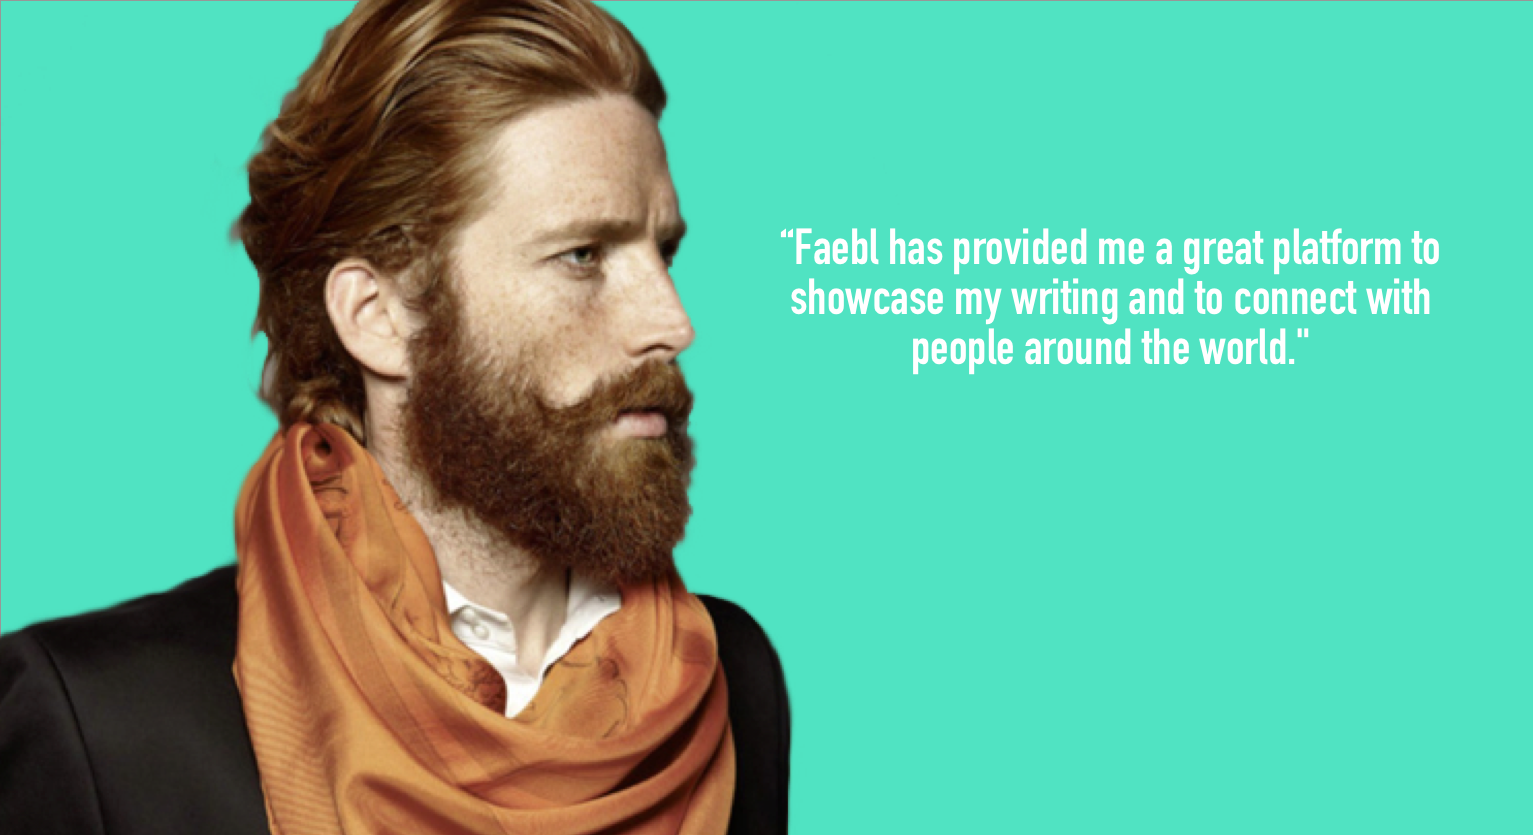 “Faebl has provided me a great platform to
showcase my writing and to connect with
people around the world."